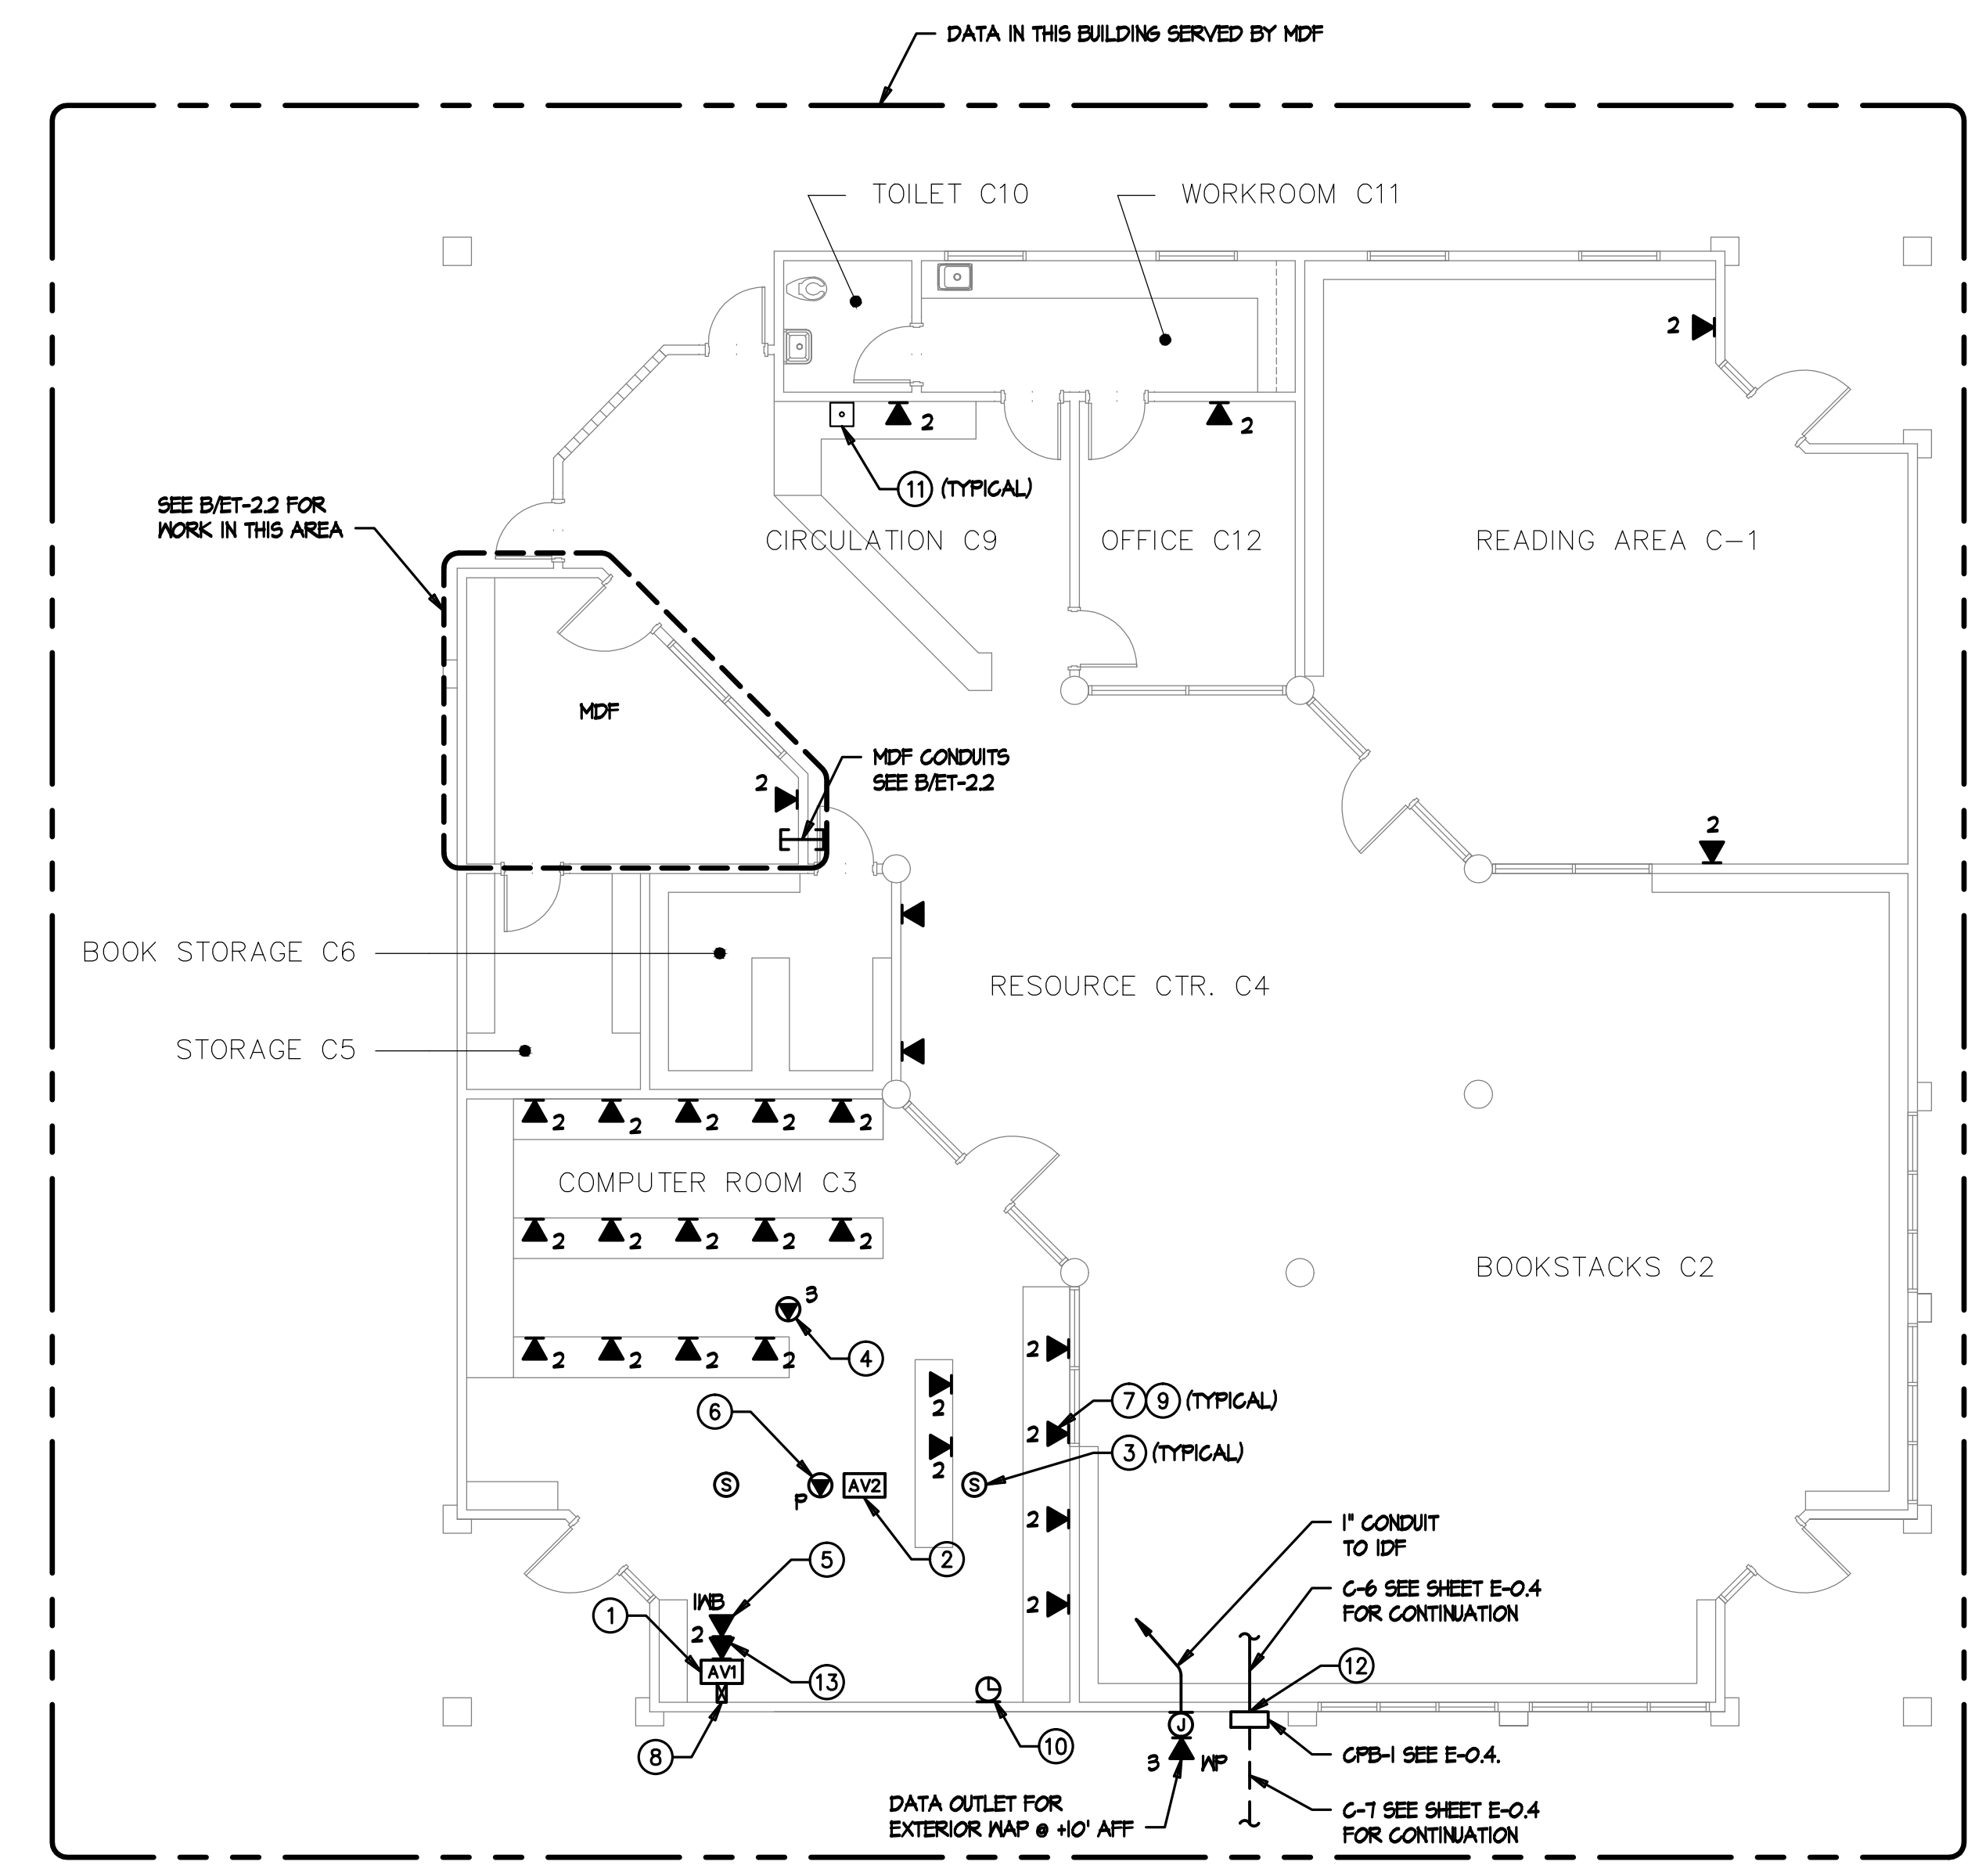 DATA IN THIS BUILDING SERVED BY MDF
TOILET C10
WORKROOM C11
2
2
2
11 (TYPICAL)
SEE B/ET-2.2 FOR
WORK IN THIS AREA
CIRCULATION C9
OFFICE C12
READING AREA C-1
MDF
MDF CONDUITS
SEE B/ET-2.2
2
2
BOOK STORAGE C6
RESOURCE CTR. C4
STORAGE C5
2 2 2 2 2
COMPUTER ROOM C3
2 2 2 2 2
BOOKSTACKS C2
3
4
2 2 2 2
2
2
7 9 (TYPICAL)
6
2
3 (TYPICAL)
2
S
P
AV2
S
2
2
1" CONDUIT
TO IDF
5
C-6 SEE SHEET E-0.4
FOR CONTINUATION
IWB
1
2
2
AV1
13
12
8
10
J
CPB-1 SEE E-0.4.
3
WP
DATA OUTLET FOR
EXTERIOR WAP @ +10' AFF
C-7 SEE SHEET E-0.4
FOR CONTINUATION